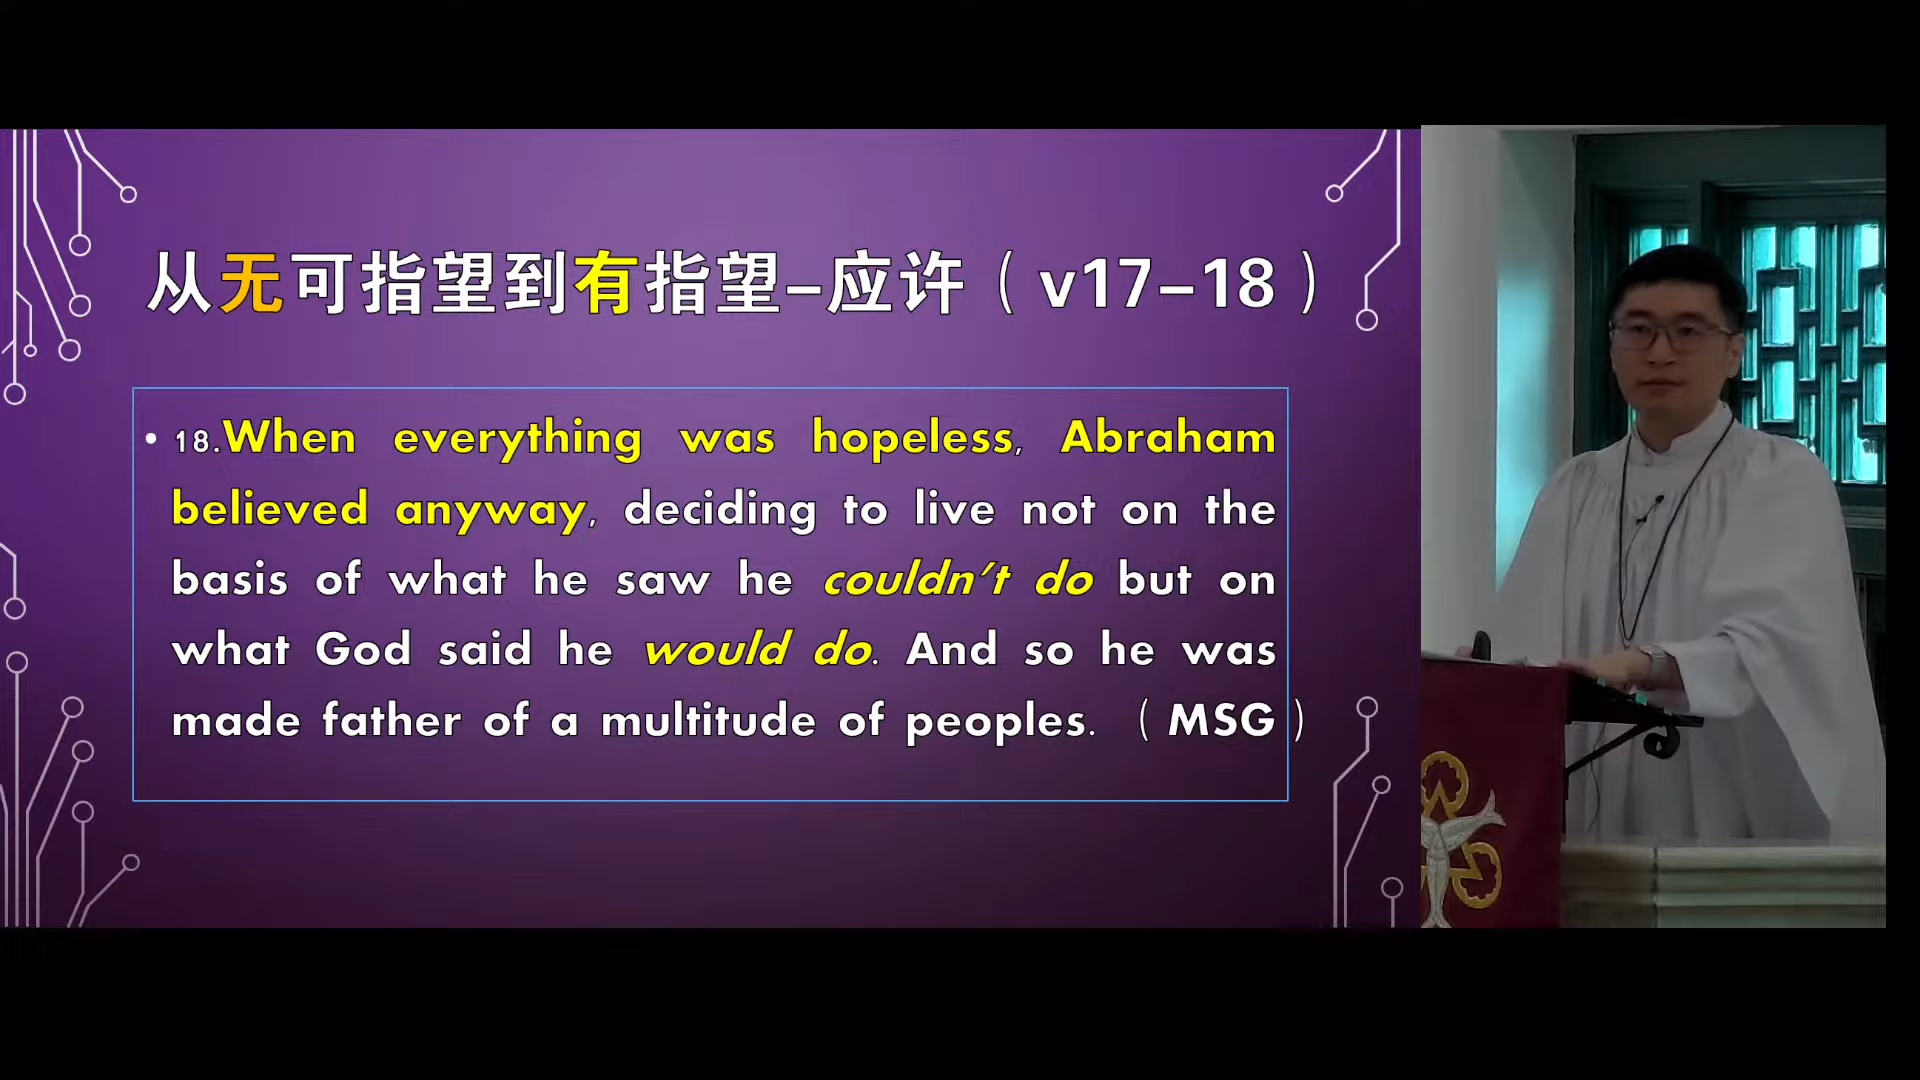 从无可指望到有指望–应许（v17–18）
• 18.When everything was hopeless, Abraham
believed anyway, deciding to live not on the
basis of what he saw he couldn’t do but on
what God said he would do. And so he was
made father of a multitude of peoples. （MSG）